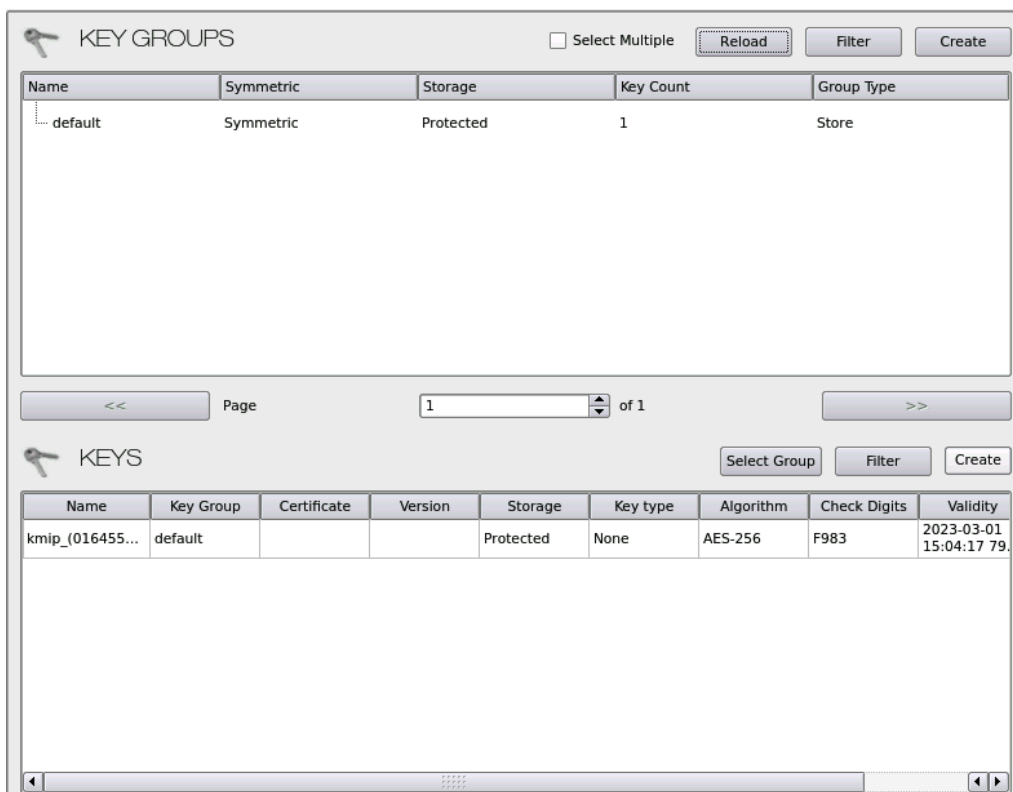 KEY GROUPS Select Multiple Reload Filter Create
Name Symmetric Storage Key Count Group Type
default Symmetric Protected 1 Store
<< Page 1 of 1 >>
KEYS Select Group Filter Create
Name Key Group Certificate Version Storage Key type Algorithm Check Digits Validity
kmip_(016455... default Protected None AES-256 F983 2023-03-01
15:04:17 79.